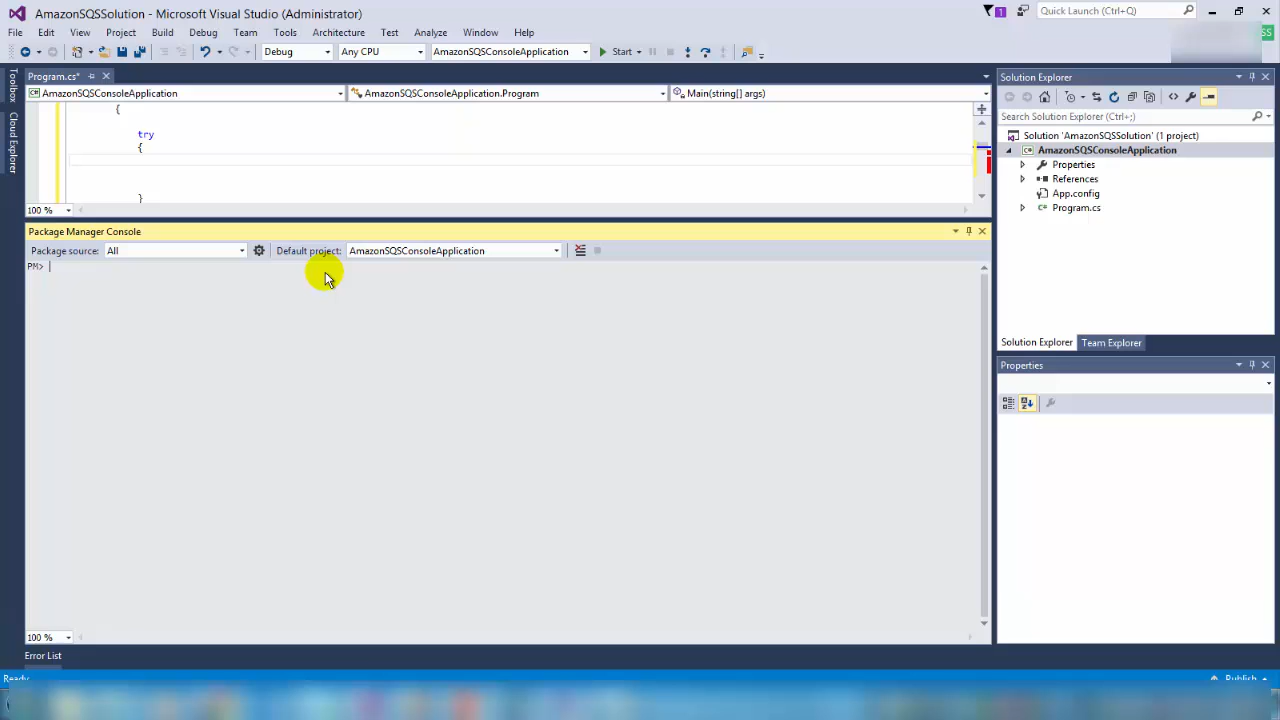 AmazonSQSSolution - Microsoft Visual Studio (Administrator)
1
Quick Launch (Ctrl+Q)
File Edit View Project Build Debug Team Tools Architecture Test Analyze Window Help
SS
Debug Any CPU AmazonSQSConsoleApplication Start
Toolbox
Cloud Explorer
Program.cs*
AmazonSQSConsoleApplication AmazonSQSConsoleApplication.Program Main(string[] args)
{
try
{
}
100 %
Package Manager Console
Package source: All Default project: AmazonSQSConsoleApplication
PM>
100 %
Error List
Ready
Publish
Solution Explorer
Search Solution Explorer (Ctrl+;)
Solution 'AmazonSQSSolution' (1 project)
AmazonSQSConsoleApplication
Properties
References
App.config
Program.cs
Solution Explorer Team Explorer
Properties